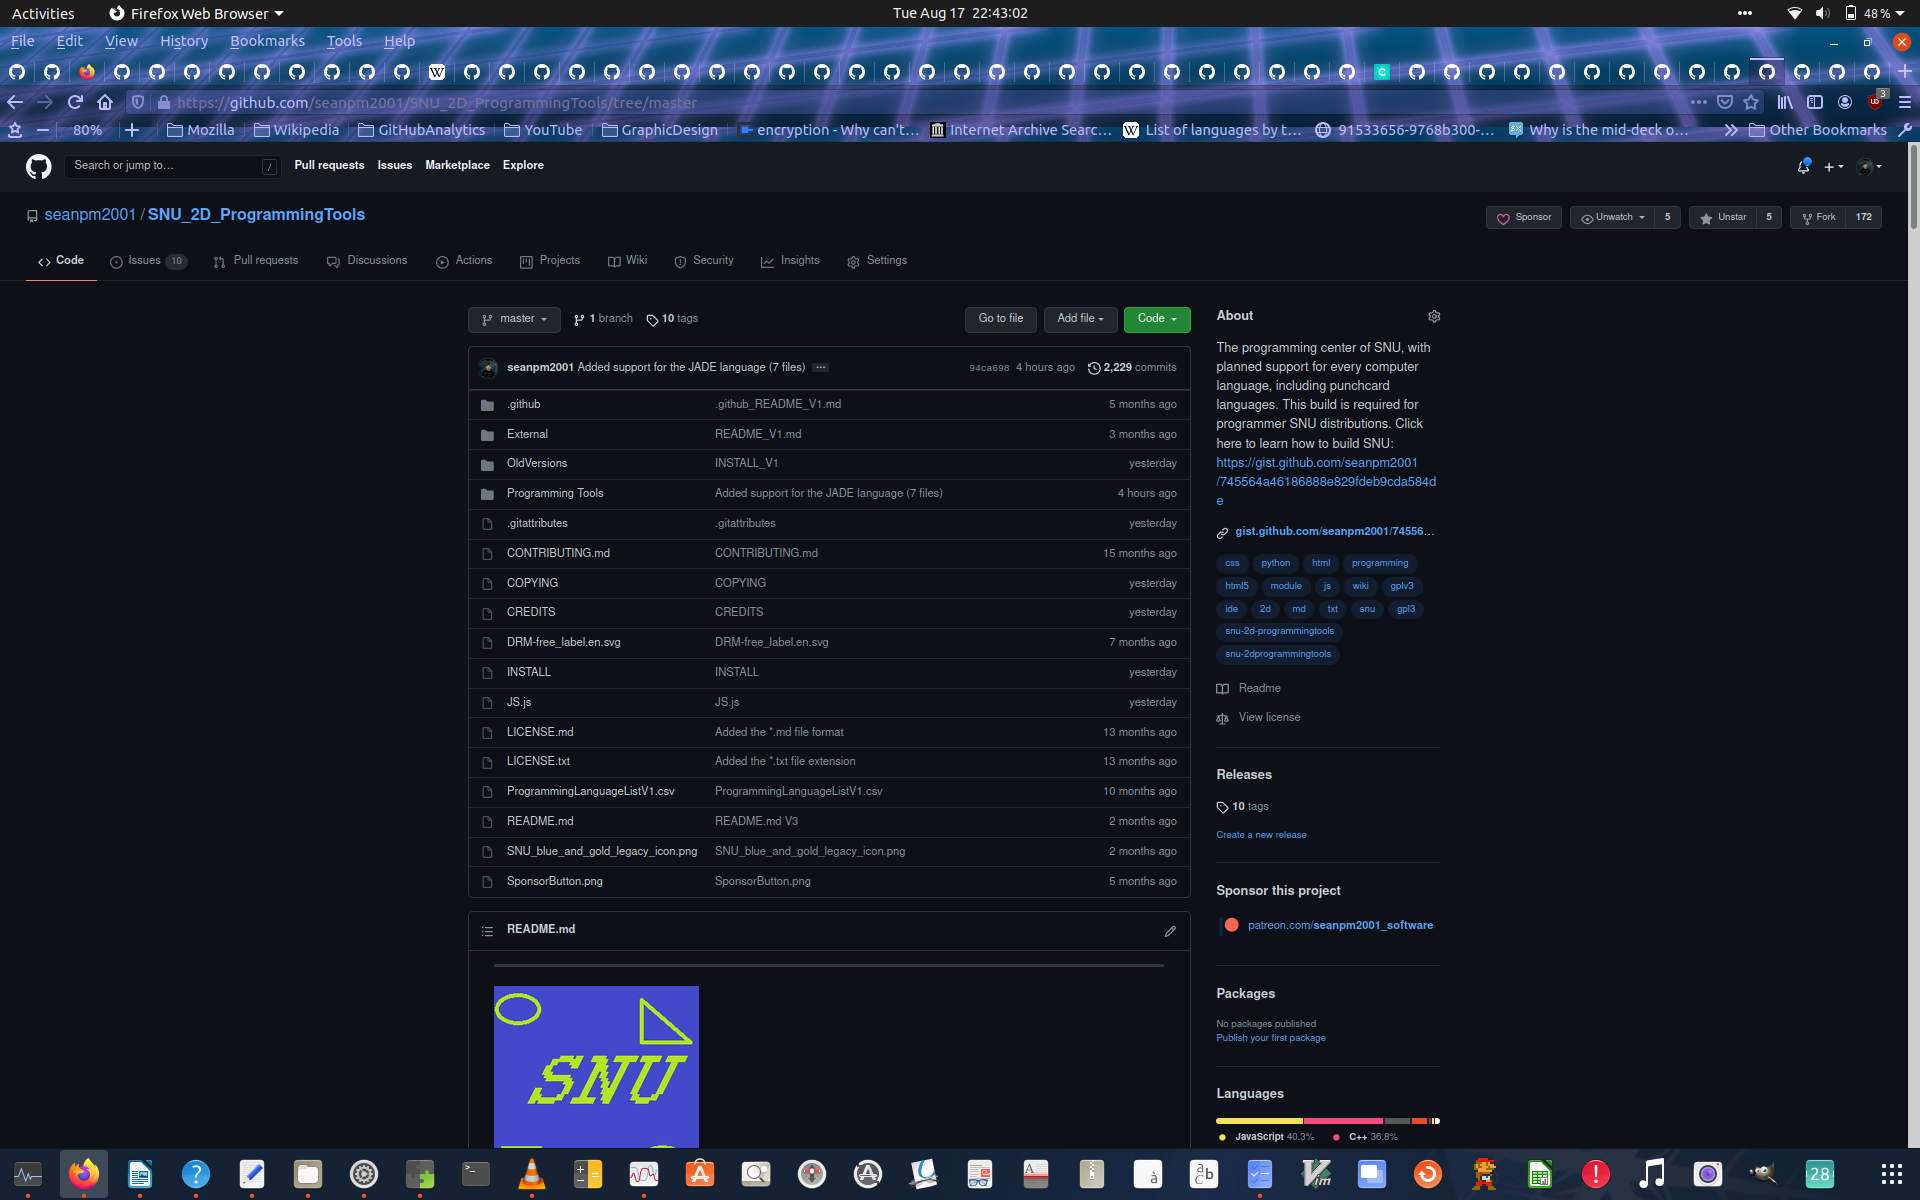 Activities Firefox Web Browser Tue Aug 17 22:43:02 48 %
File Edit View History Bookmarks Tools Help
https://github.com/seanpm2001/SNU_2D_ProgrammingTools/tree/master 3
80% Mozilla Wikipedia GitHubAnalytics YouTube GraphicDesign encryption - Why can't… Internet Archive Searc… List of languages by t… 91533656-9768b300-… Why is the mid-deck o… Other Bookmarks
Search or jump to… / Pull requests Issues Marketplace Explore
seanpm2001 / SNU_2D_ProgrammingTools Sponsor Unwatch 5 Unstar 5 Fork 172
Code Issues 10 Pull requests Discussions Actions Projects Wiki Security Insights Settings
master 1 branch 10 tags Go to file Add file Code
seanpm2001 Added support for the JADE language (7 files) ... 94ca698 4 hours ago 2,229 commits
.github .github_README_V1.md 5 months ago
External README_V1.md 3 months ago
OldVersions INSTALL_V1 yesterday
Programming Tools Added support for the JADE language (7 files) 4 hours ago
.gitattributes .gitattributes yesterday
CONTRIBUTING.md CONTRIBUTING.md 15 months ago
COPYING COPYING yesterday
CREDITS CREDITS yesterday
DRM-free_label.en.svg DRM-free_label.en.svg 7 months ago
INSTALL INSTALL yesterday
JS.js JS.js yesterday
LICENSE.md Added the *.md file format 13 months ago
LICENSE.txt Added the *.txt file extension 13 months ago
ProgrammingLanguageListV1.csv ProgrammingLanguageListV1.csv 10 months ago
README.md README.md V3 2 months ago
SNU_blue_and_gold_legacy_icon.png SNU_blue_and_gold_legacy_icon.png 2 months ago
SponsorButton.png SponsorButton.png 5 months ago
README.md
SNU
About
The programming center of SNU, with
planned support for every computer
language, including punchcard
languages. This build is required for
programmer SNU distributions. Click
here to learn how to build SNU:
https://gist.github.com/seanpm2001
/745564a46186888e829fdeb9cda584d
e
gist.github.com/seanpm2001/74556…
css python html programming
html5 module js wiki gplv3
ide 2d md txt snu gpl3
snu-2d-programmingtools
snu-2dprogrammingtools
Readme
View license
Releases
10 tags
Create a new release
Sponsor this project
patreon.com/seanpm2001_software
Packages
No packages published
Publish your first package
Languages
JavaScript 40.3% C++ 36.8%
28